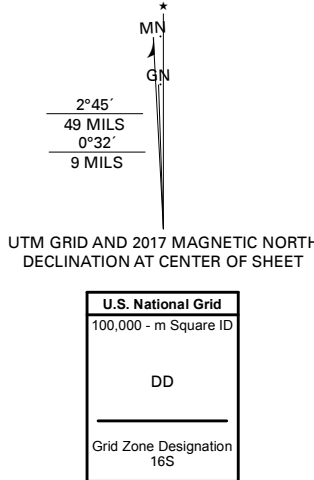 MN
GN
2°45´
49 MILS
0°32´
9 MILS
UTM GRID AND 2017 MAGNETIC NORTH
DECLINATION AT CENTER OF SHEET
U.S. National Grid
100,000 - m Square ID
DD
Grid Zone Designation
16S